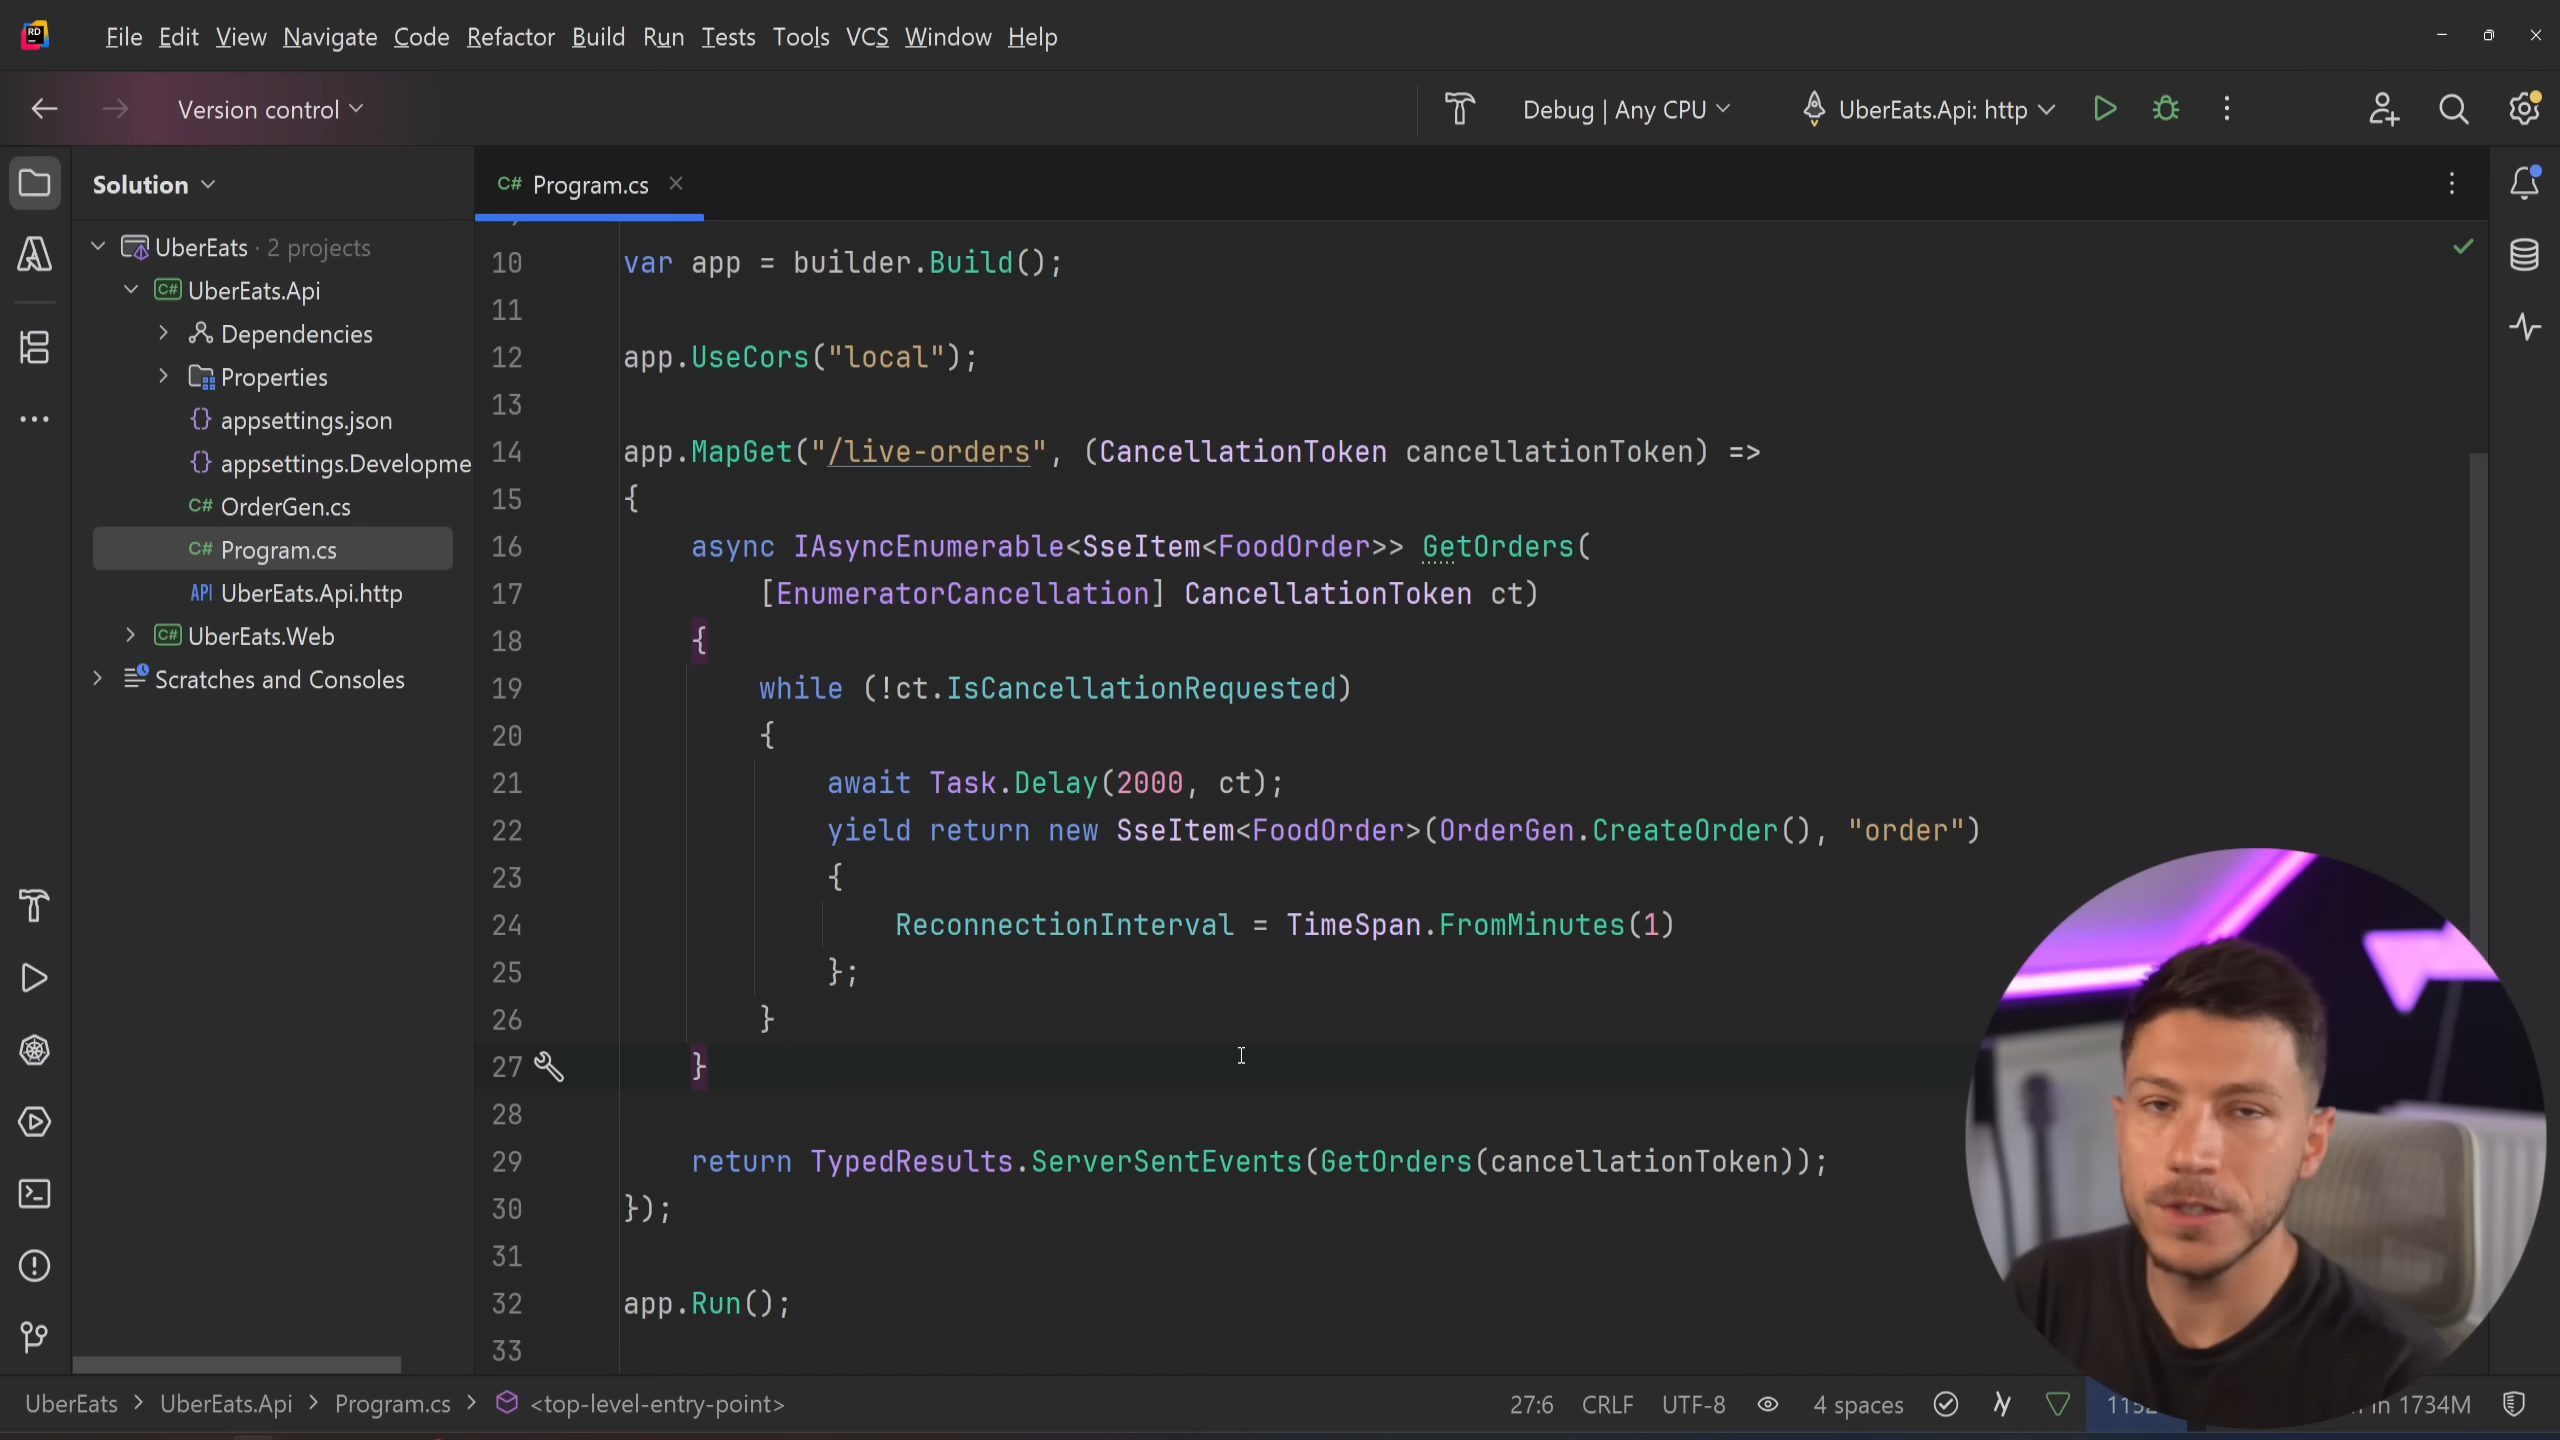 RD
File Edit View Navigate Code Refactor Build Run Tests Tools VCS Window Help
Version control
Debug | Any CPU
UberEats.Api: http
Solution
C# Program.cs
UberEats · 2 projects
C# UberEats.Api
Dependencies
Properties
{} appsettings.json
{} appsettings.Developme
C# OrderGen.cs
C# Program.cs
API UberEats.Api.http
C# UberEats.Web
Scratches and Consoles
10 var app = builder.Build();
11
12 app.UseCors("local");
13
14 app.MapGet("/live-orders", (CancellationToken cancellationToken) =>
15 {
16 async IAsyncEnumerable<SseItem<FoodOrder>> GetOrders(
17 [EnumeratorCancellation] CancellationToken ct)
18 {
19 while (!ct.IsCancellationRequested)
20 {
21 await Task.Delay(2000, ct);
22 yield return new SseItem<FoodOrder>(OrderGen.CreateOrder(), "order")
23 {
24 ReconnectionInterval = TimeSpan.FromMinutes(1)
25 };
26 }
27 }
28
29 return TypedResults.ServerSentEvents(GetOrders(cancellationToken));
30 });
31
32 app.Run();
33
UberEats > UberEats.Api > Program.cs > <top-level-entry-point>
27:6 CRLF UTF-8 4 spaces in 1734M